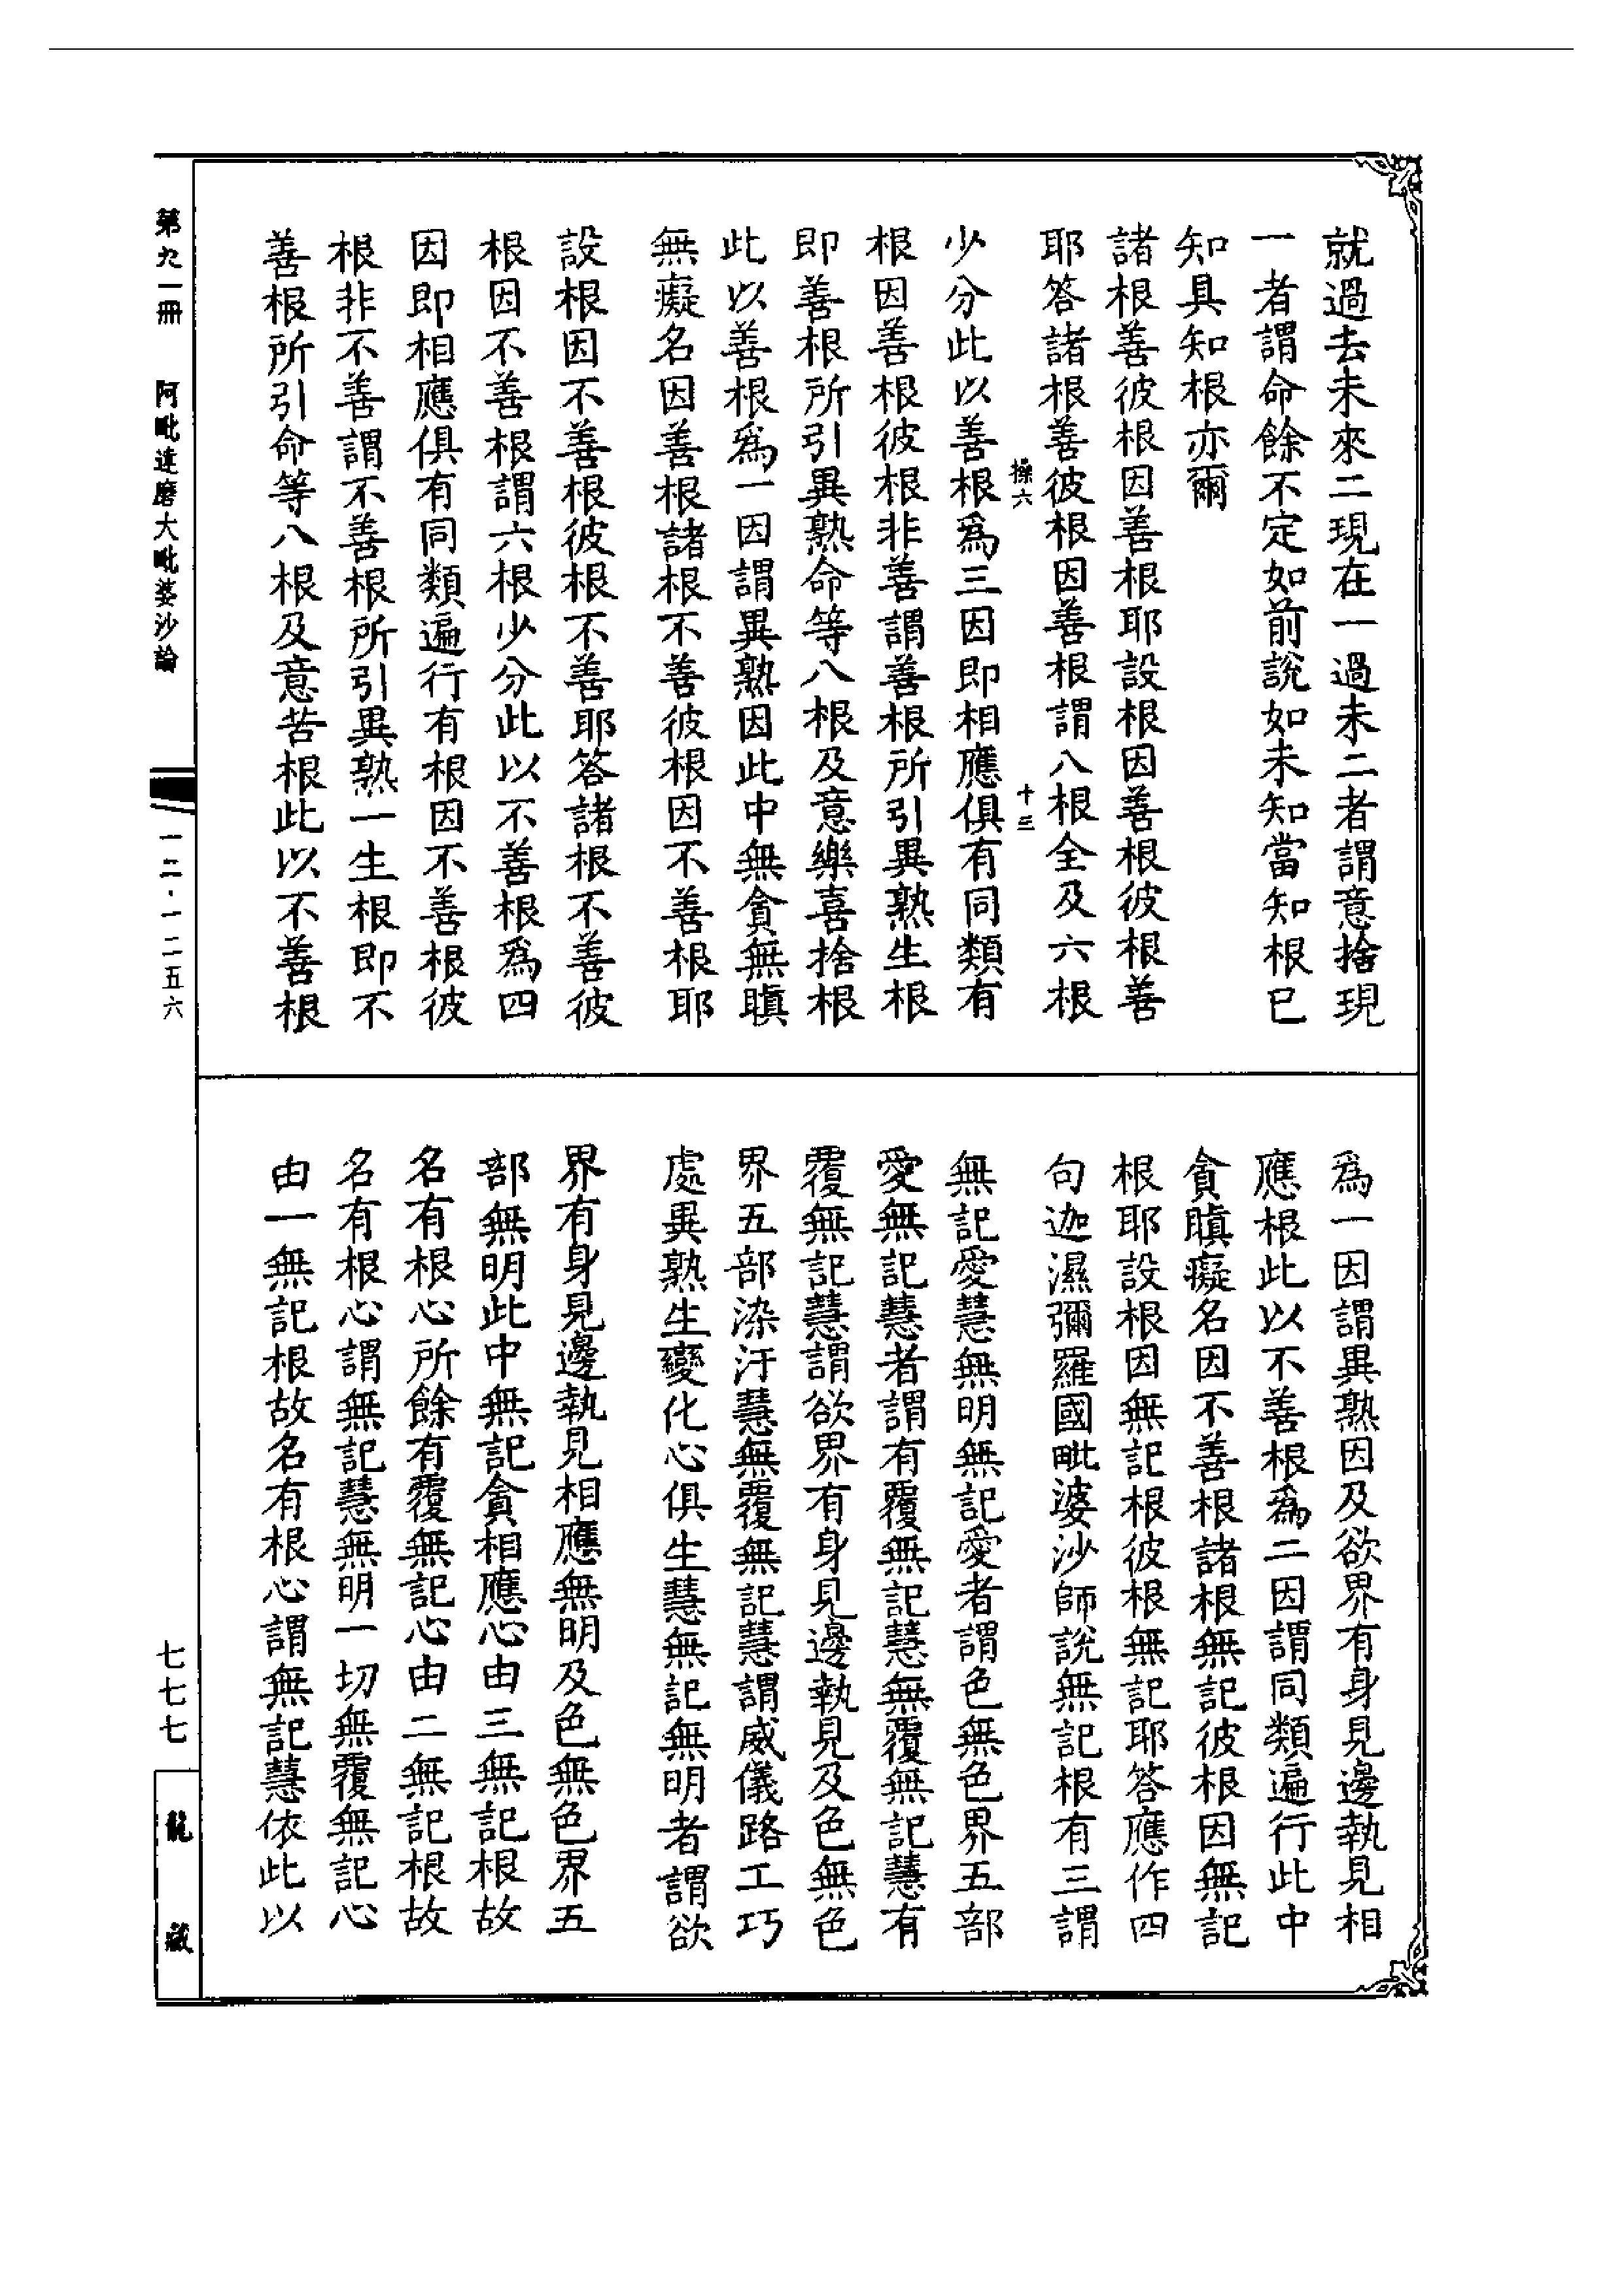 就過去未來二現在一過未二者謂意捨現
一者謂命餘不定如前說如未知當知根已
知具知根亦爾
諸根善彼根因善根耶設根因善根彼根善
耶答諸根善彼根因善根謂八根全及六根
操六
十三
少分此以善根爲三因即相應俱有同類有
根因善根彼根非善謂善根所引異熟生根
即善根所引異熟命等八根及意樂喜捨根
此以善根爲一因謂異熟因此中無貪無瞋
無癡名因善根諸根不善彼根因不善根耶
設根因不善根彼根不善耶答諸根不善彼
根因不善根謂六根少分此以不善根爲四
因即相應俱有同類遍行有根因不善根彼
根非不善謂不善根所引異熟一生根即不
善根所引命等八根及意苦根此以不善根
爲一因謂異熟因及欲界有身見邊執見相
應根此以不善根爲二因謂同類遍行此中
貪瞋癡名因不善根諸根無記彼根因無記
根耶設根因無記根彼根無記耶答應作四
句迦濕彌羅國毗婆沙師說無記根有三謂
無記愛慧無明無記愛者謂色無色界五部
愛無記慧者謂有覆無記慧無覆無記慧有
覆無記慧謂欲界有身見邊執見及色無色
界五部染汙慧無覆無記慧謂威儀路工巧
處異熟生變化心俱生慧無記無明者謂欲
界有身見邊執見相應無明及色無色界五
部無明此中無記貪相應心由三無記根故
名有根心所餘有覆無記心由二無記根故
名有根心謂無記慧無明一切無覆無記心
由一無記根故名有根心謂無記慧依此以
第九一冊
阿毗達磨大毗婆沙論
一二·一二五六
七七七
龍藏